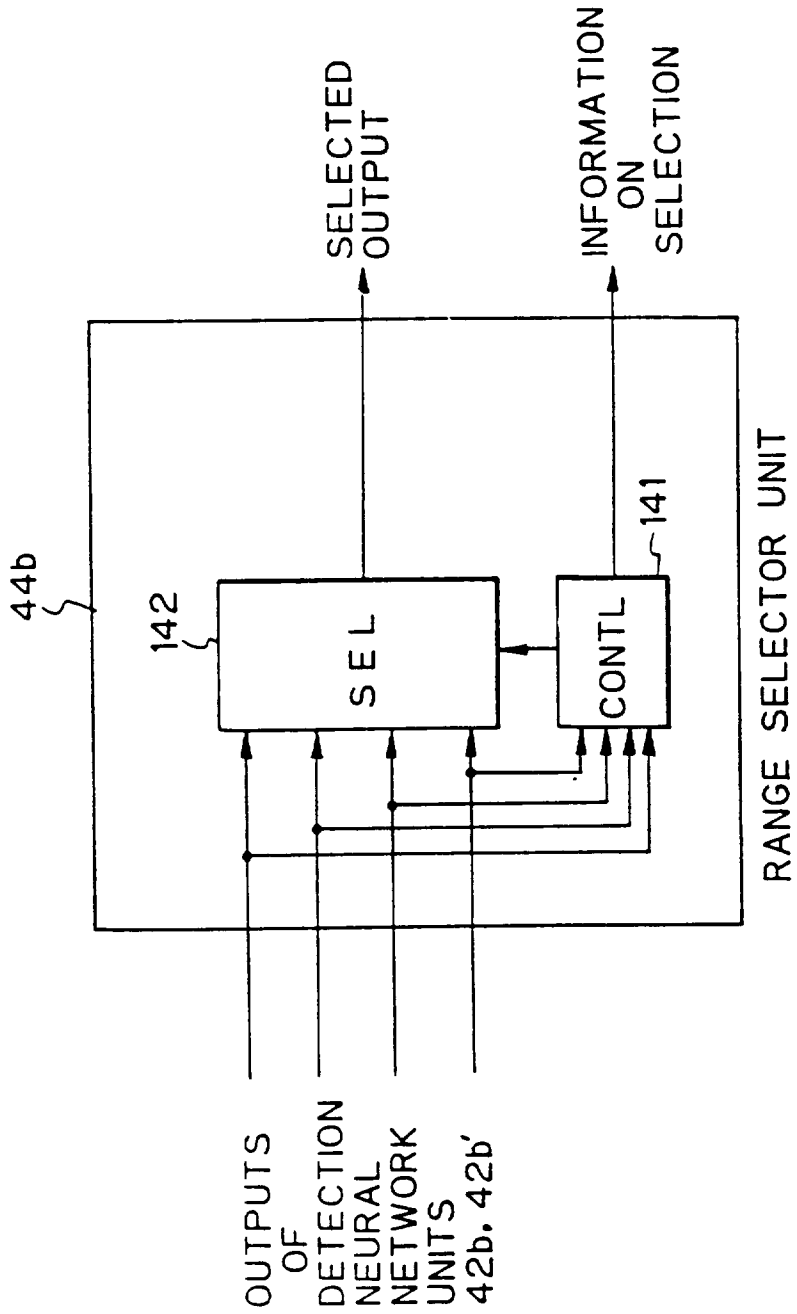 44b
142
SEL
CONTL
141
OUTPUTS
OF
DETECTION
NEURAL
NETWORK
UNITS
42b, 42b'
SELECTED
OUTPUT
INFORMATION
ON
SELECTION
RANGE SELECTOR UNIT